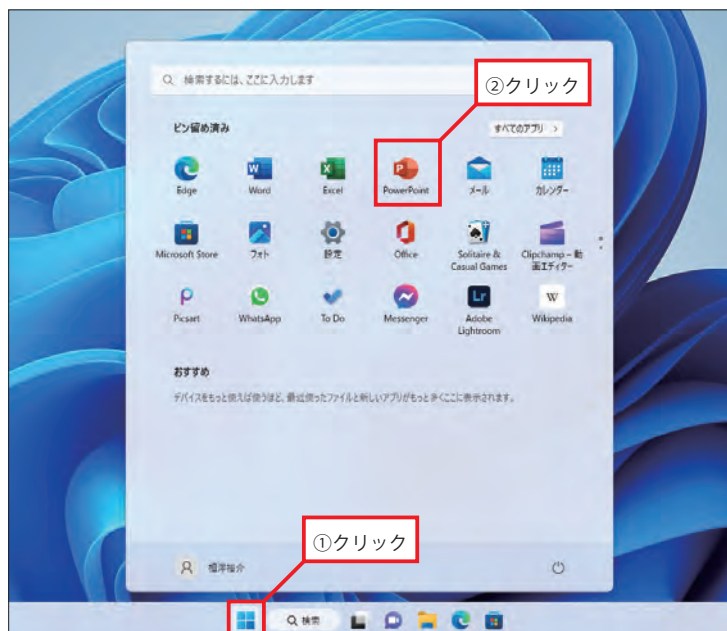 検索するには、ここに入力します
②クリック
ピン留め済み
すべてのアプリ >
Edge
Word
Excel
PowerPoint
メール
カレンダー
Microsoft Store
フォト
設定
Office
Solitaire &
Casual Games
Clipchamp – 動
画エディター
Picsart
WhatsApp
To Do
Messenger
Lr
Adobe
Lightroom
W
Wikipedia
おすすめ
デバイスをもっと使えば使うほど、最近使ったファイルと新しいアプリがもっと多くここに表示されます。
①クリック
相澤裕介
検索